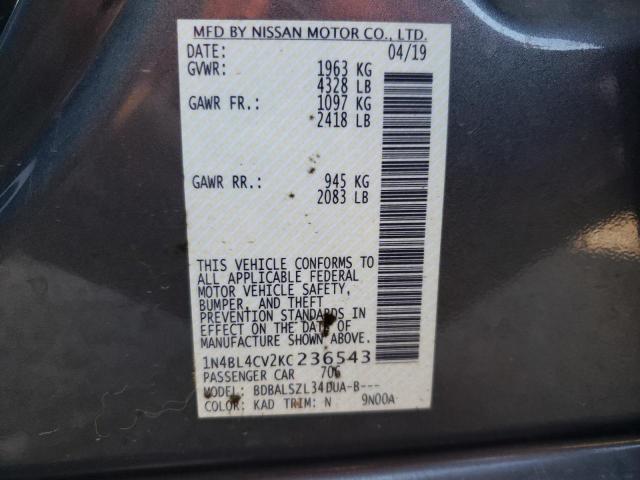 MFD BY NISSAN MOTOR CO., LTD.
DATE: 04/19
GVWR: 1963 KG
4328 LB
GAWR FR.: 1097 KG
2418 LB
GAWR RR.: 945 KG
2083 LB
THIS VEHICLE CONFORMS TO
ALL APPLICABLE FEDERAL
MOTOR VEHICLE SAFETY,
BUMPER, AND THEFT
PREVENTION STANDARDS IN
EFFECT ON THE DATE OF
MANUFACTURE SHOWN ABOVE.
1N4BL4CV2KC236543
PASSENGER CAR 706
MODEL: BDBALSZL34DUA-B---
COLOR: KAD TRIM: N 9N00A